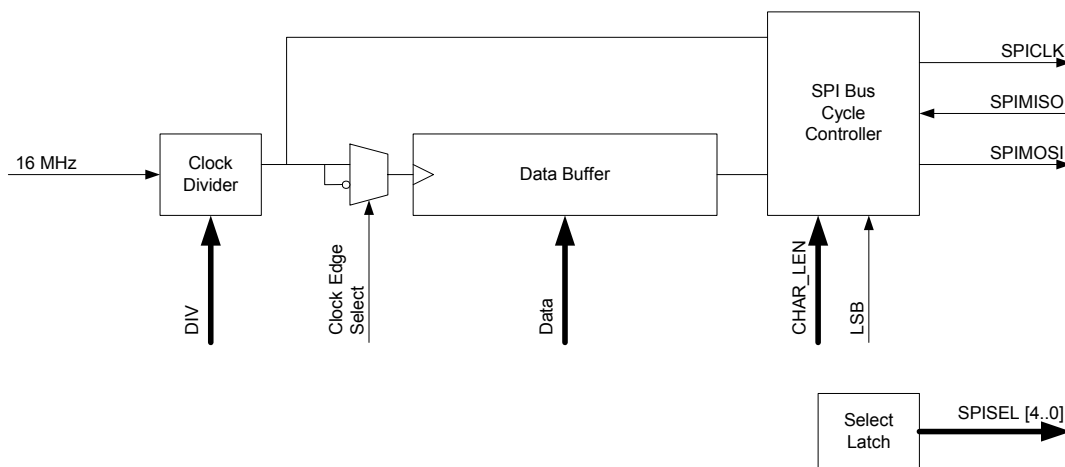 SPICLK
SPI Bus
Cycle
Controller
SPIMISO
16 MHz
Clock
Divider
Data Buffer
SPIMOSI
DIV
Clock Edge
Select
Data
CHAR_LEN
LSB
Select
Latch
SPISEL [4..0]